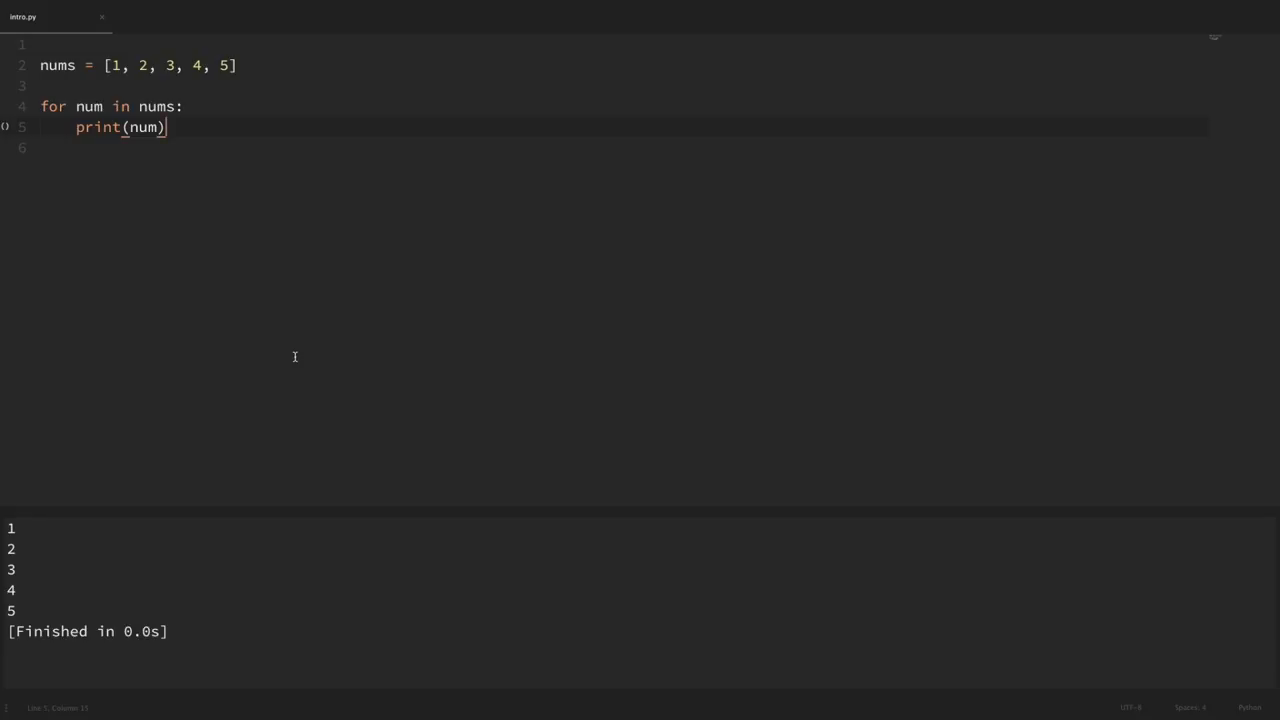 intro.py ×
1
2 nums = [1, 2, 3, 4, 5]
3
4 for num in nums:
5     print(num)
6
1
2
3
4
5
[Finished in 0.0s]
Line 5, Column 15 UTF-8 Spaces: 4 Python